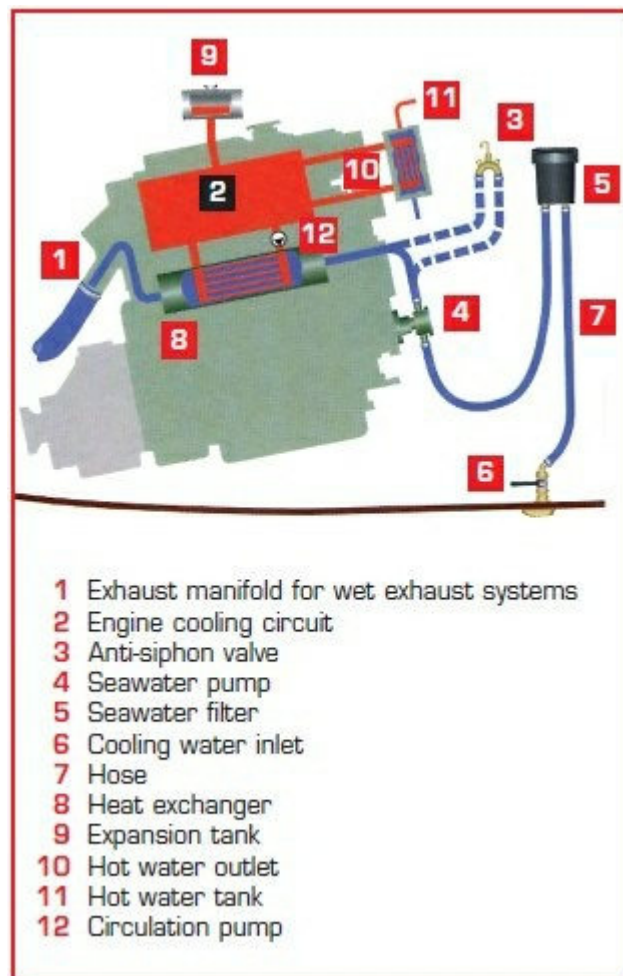 9
11
3
10
5
2
12
1
4
7
8
6
1 Exhaust manifold for wet exhaust systems
2 Engine cooling circuit
3 Anti-siphon valve
4 Seawater pump
5 Seawater filter
6 Cooling water inlet
7 Hose
8 Heat exchanger
9 Expansion tank
10 Hot water outlet
11 Hot water tank
12 Circulation pump